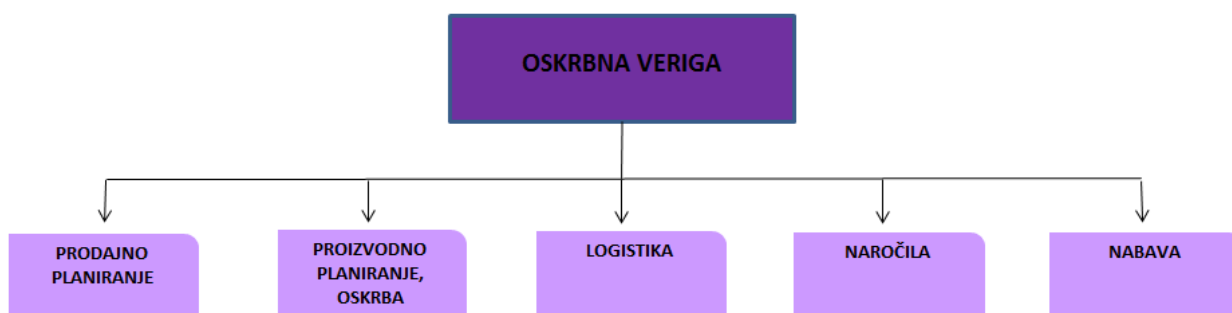 OSKRBNA VERIGA
PRODAJNO
PLANIRANJE
PROIZVODNO
PLANIRANJE,
OSKRBA
LOGISTIKA
NAROČILA
NABAVA